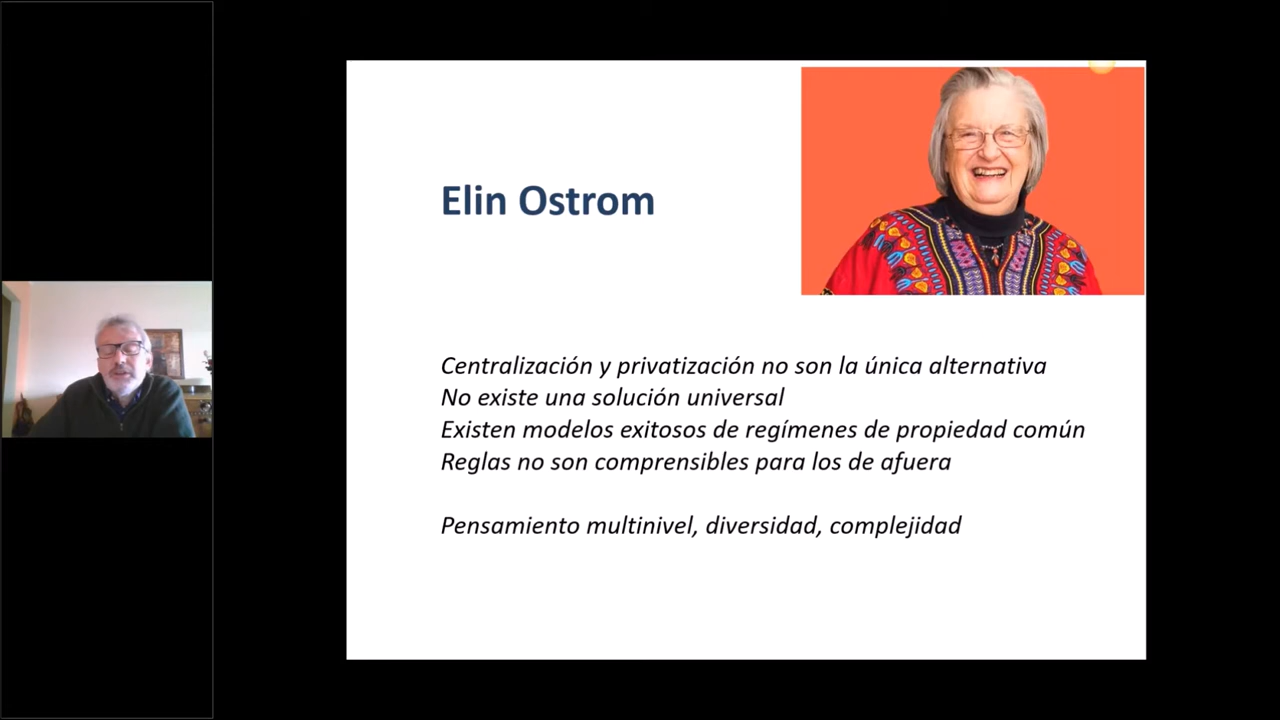 Elin Ostrom
Centralización y privatización no son la única alternativa
No existe una solución universal
Existen modelos exitosos de regímenes de propiedad común
Reglas no son comprensibles para los de afuera
Pensamiento multinivel, diversidad, complejidad